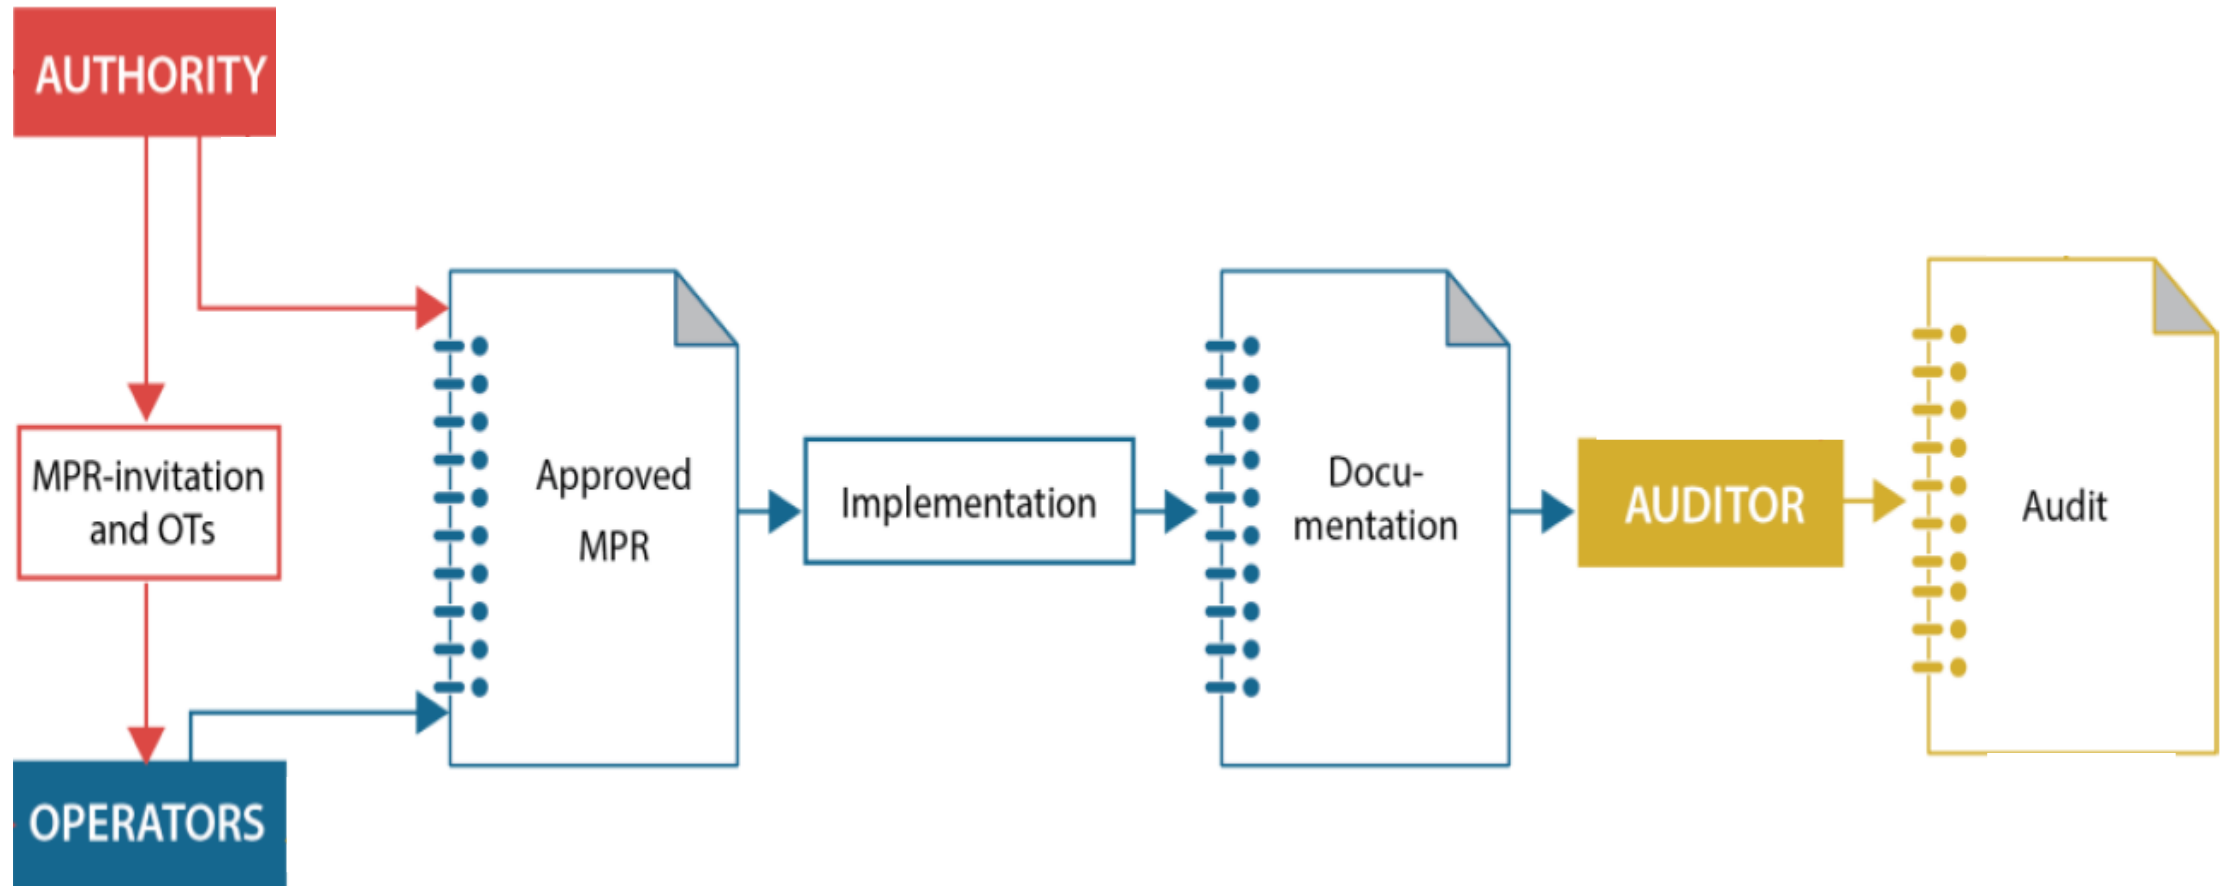 AUTHORITY
MPR-invitation
and OTs
OPERATORS
Approved
MPR
Implementation
Docu-
mentation
AUDITOR
Audit